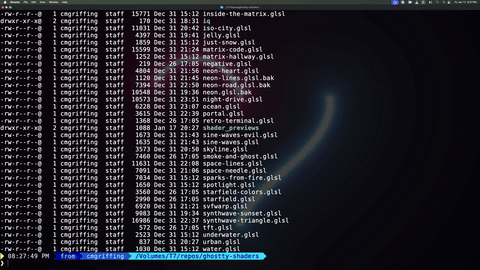 -rw-r--r--@ 1 cmgriffing staff 15771 Dec 31 15:12 inside-the-matrix.glsl
drwxr-xr-x@ 2 cmgriffing staff 170 Dec 31 18:31 iq
-rw-r--r--@ 1 cmgriffing staff 11031 Dec 31 20:42 iso-city.glsl
-rw-r--r--@ 1 cmgriffing staff 4397 Dec 31 19:41 jelly.glsl
-rw-r--r--@ 1 cmgriffing staff 1859 Dec 31 15:12 just-snow.glsl
-rw-r--r--@ 1 cmgriffing staff 15599 Dec 31 21:24 matrix-code.glsl
-rw-r--r--@ 1 cmgriffing staff 1252 Dec 31 15:12 matrix-hallway.glsl
-rw-r--r--@ 1 cmgriffing staff 219 Dec 26 17:05 negative.glsl
-rw-r--r--@ 1 cmgriffing staff 4804 Dec 31 21:56 neon-heart.glsl
-rw-r--r--@ 1 cmgriffing staff 1120 Dec 31 21:45 neon-lines.glsl.bak
-rw-r--r--@ 1 cmgriffing staff 7394 Dec 31 22:50 neon-road.glsl.bak
-rw-r--r--@ 1 cmgriffing staff 10548 Dec 31 19:36 neon.glsl.bak
-rw-r--r--@ 1 cmgriffing staff 10573 Dec 31 23:51 night-drive.glsl
-rw-r--r--@ 1 cmgriffing staff 6228 Dec 31 23:07 ocean.glsl
-rw-r--r--@ 1 cmgriffing staff 3615 Dec 31 22:39 portal.glsl
-rw-r--r--@ 1 cmgriffing staff 1368 Dec 26 17:05 retro-terminal.glsl
drwxr-xr-x@ 2 cmgriffing staff 1088 Jan 17 20:27 shader_previews
-rw-r--r--@ 1 cmgriffing staff 1673 Dec 31 21:43 sine-waves-evil.glsl
-rw-r--r--@ 1 cmgriffing staff 1635 Dec 31 21:43 sine-waves.glsl
-rw-r--r--@ 1 cmgriffing staff 3573 Dec 31 20:50 skyline.glsl
-rw-r--r--@ 1 cmgriffing staff 7460 Dec 26 17:05 smoke-and-ghost.glsl
-rw-r--r--@ 1 cmgriffing staff 11631 Dec 31 22:08 space-lines.glsl
-rw-r--r--@ 1 cmgriffing staff 7091 Dec 31 21:06 space-needle.glsl
-rw-r--r--@ 1 cmgriffing staff 7034 Dec 31 15:12 sparks-from-fire.glsl
-rw-r--r--@ 1 cmgriffing staff 1650 Dec 26 17:05 spotlight.glsl
-rw-r--r--@ 1 cmgriffing staff 3560 Dec 26 17:05 starfield-colors.glsl
-rw-r--r--@ 1 cmgriffing staff 2990 Dec 26 17:05 starfield.glsl
-rw-r--r--@ 1 cmgriffing staff 6920 Dec 31 21:21 svfwarp.glsl
-rw-r--r--@ 1 cmgriffing staff 9083 Dec 31 19:34 synthwave-sunset.glsl
-rw-r--r--@ 1 cmgriffing staff 16986 Dec 31 22:37 synthwave-triangle.glsl
-rw-r--r--@ 1 cmgriffing staff 572 Dec 26 17:05 tft.glsl
-rw-r--r--@ 1 cmgriffing staff 2523 Dec 31 15:12 underwater.glsl
-rw-r--r--@ 1 cmgriffing staff 837 Dec 31 20:27 urban.glsl
-rw-r--r--@ 1 cmgriffing staff 1030 Dec 31 15:12 water.glsl
08:27:49 PM from cmgriffing /Volumes/T7/repos/ghostty-shaders